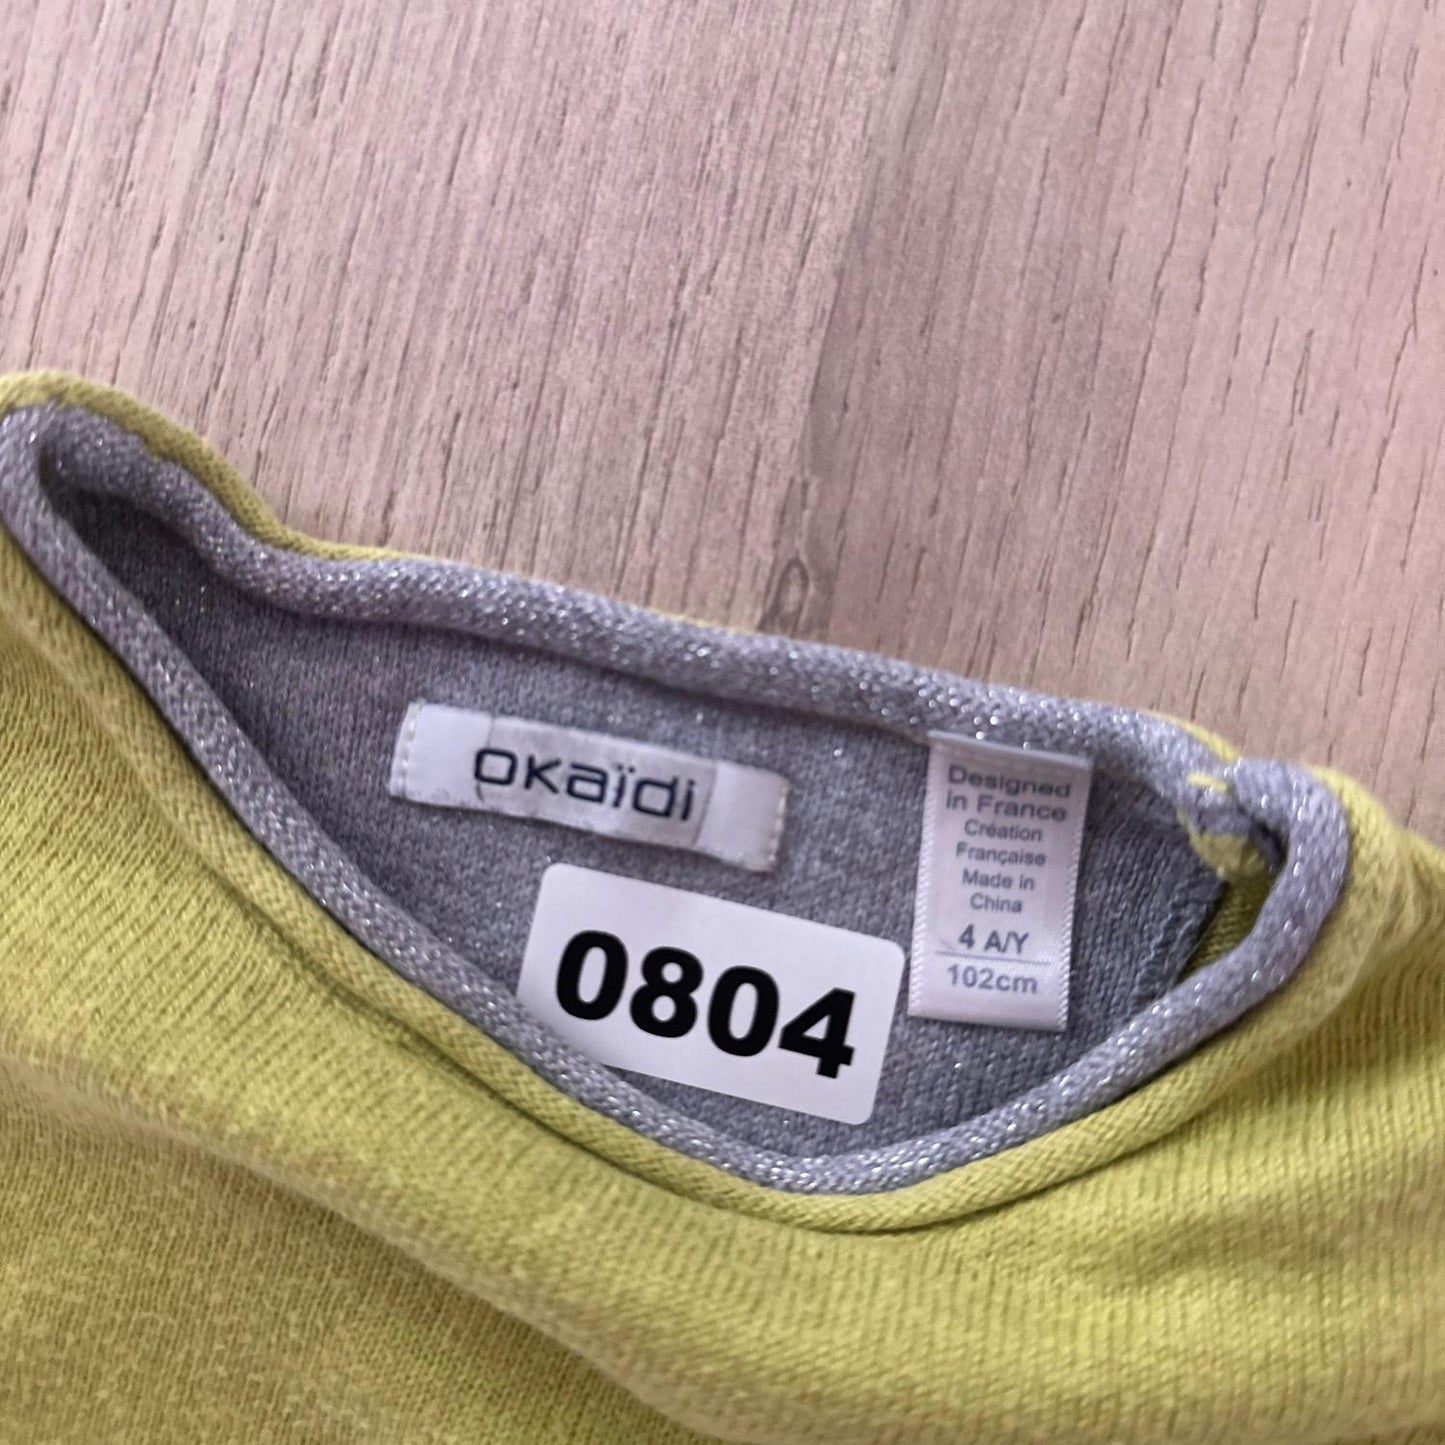 OKaïdi
0804
Designed
in France
Création
Française
Made in
China
4 A/Y
102cm